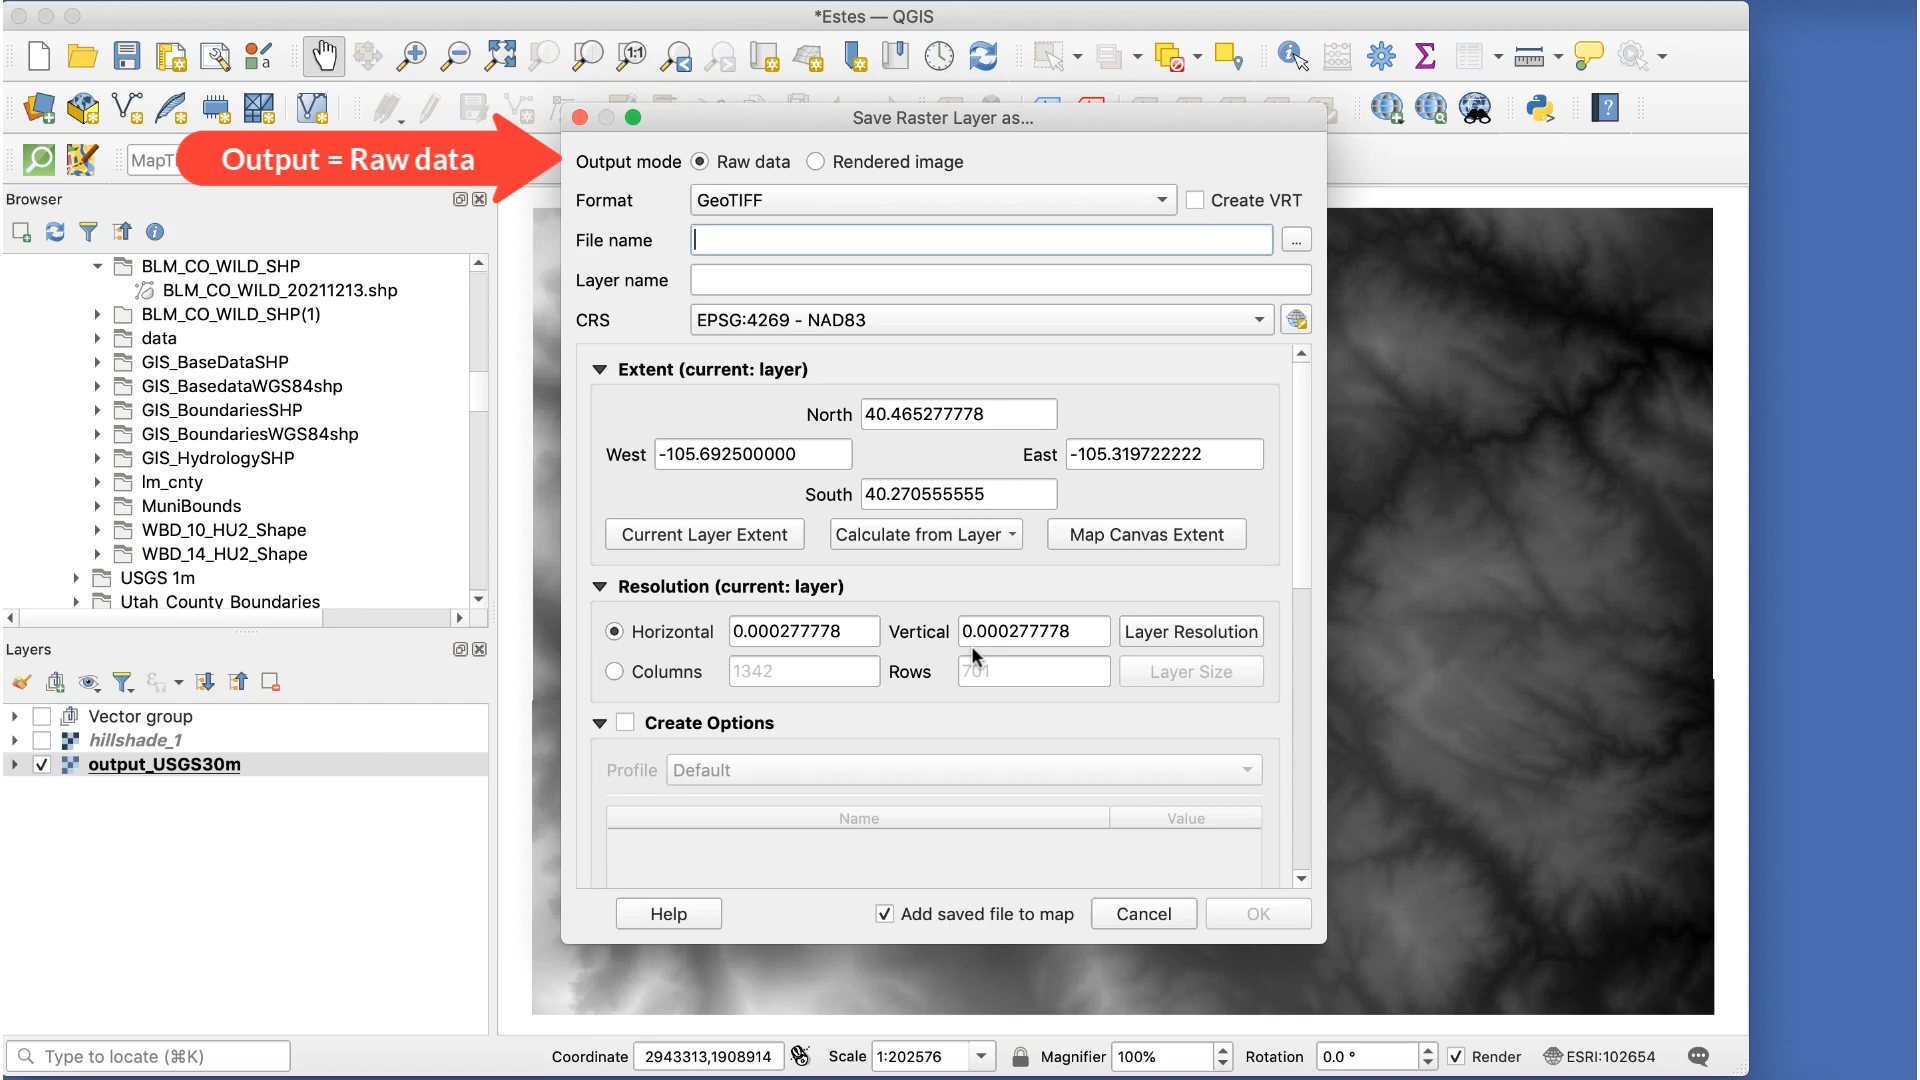 *Estes — QGIS
1:1
Save Raster Layer as...
MapTi
Output = Raw data
Output mode Raw data Rendered image
Format GeoTIFF Create VRT
File name ...
Layer name
CRS EPSG:4269 - NAD83
Browser
BLM_CO_WILD_SHP
BLM_CO_WILD_20211213.shp
BLM_CO_WILD_SHP(1)
data
GIS_BaseDataSHP
GIS_BasedataWGS84shp
GIS_BoundariesSHP
GIS_BoundariesWGS84shp
GIS_HydrologySHP
lm_cnty
MuniBounds
WBD_10_HU2_Shape
WBD_14_HU2_Shape
USGS 1m
Utah County Boundaries
Extent (current: layer)
North 40.465277778
West -105.692500000 East -105.319722222
South 40.270555555
Current Layer Extent Calculate from Layer Map Canvas Extent
Resolution (current: layer)
Horizontal 0.000277778 Vertical 0.000277778 Layer Resolution
Columns 1342 Rows 701 Layer Size
Create Options
Profile Default
Name Value
Help Add saved file to map Cancel OK
Layers
Vector group
hillshade_1
output_USGS30m
Type to locate (⌘K) Coordinate 2943313,1908914 Scale 1:202576 Magnifier 100% Rotation 0.0 ° Render ESRI:102654